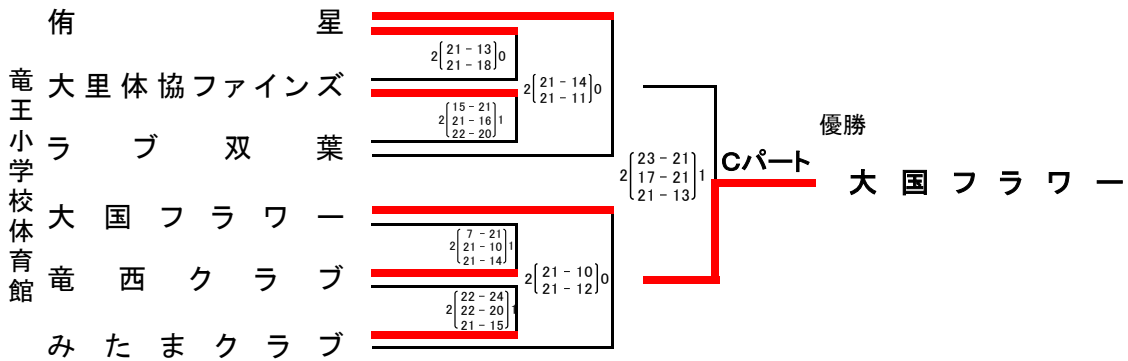 竜王小学校体育館
侑星
大里体協ファインズ
ラブ双葉
大国フラワー
竜西クラブ
みたまクラブ
2 21 - 13 0
21 - 18
2 15 - 21 1
21 - 16
22 - 20
2 21 - 14 0
21 - 11
2 7 - 21 1
21 - 10
21 - 14
2 22 - 24 1
22 - 20
21 - 15
2 21 - 10 0
21 - 12
2 23 - 21 1
17 - 21
21 - 13
Cパート
優勝
大国フラワー